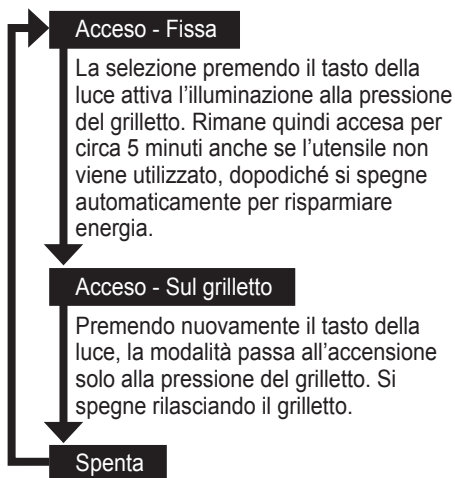 Acceso - Fissa
La selezione premendo il tasto della
luce attiva l’illuminazione alla pressione
del grilletto. Rimane quindi accesa per
circa 5 minuti anche se l’utensile non
viene utilizzato, dopodiché si spegne
automaticamente per risparmiare
energia.
Acceso - Sul grilletto
Premendo nuovamente il tasto della
luce, la modalità passa all’accensione
solo alla pressione del grilletto. Si
spegne rilasciando il grilletto.
Spenta